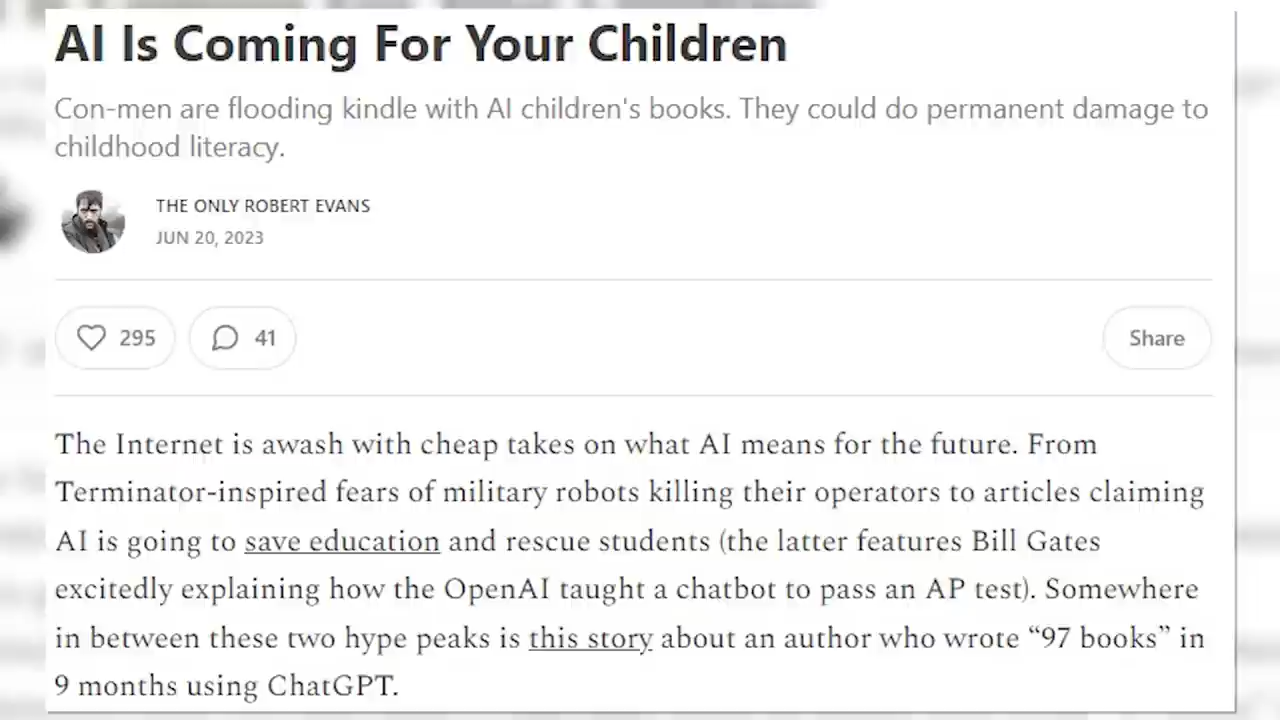 AI Is Coming For Your Children
Con-men are flooding kindle with AI children's books. They could do permanent damage to
childhood literacy.
THE ONLY ROBERT EVANS
JUN 20, 2023
295
41
Share
The Internet is awash with cheap takes on what AI means for the future. From
Terminator-inspired fears of military robots killing their operators to articles claiming
AI is going to save education and rescue students (the latter features Bill Gates
excitedly explaining how the OpenAI taught a chatbot to pass an AP test). Somewhere
in between these two hype peaks is this story about an author who wrote “97 books” in
9 months using ChatGPT.